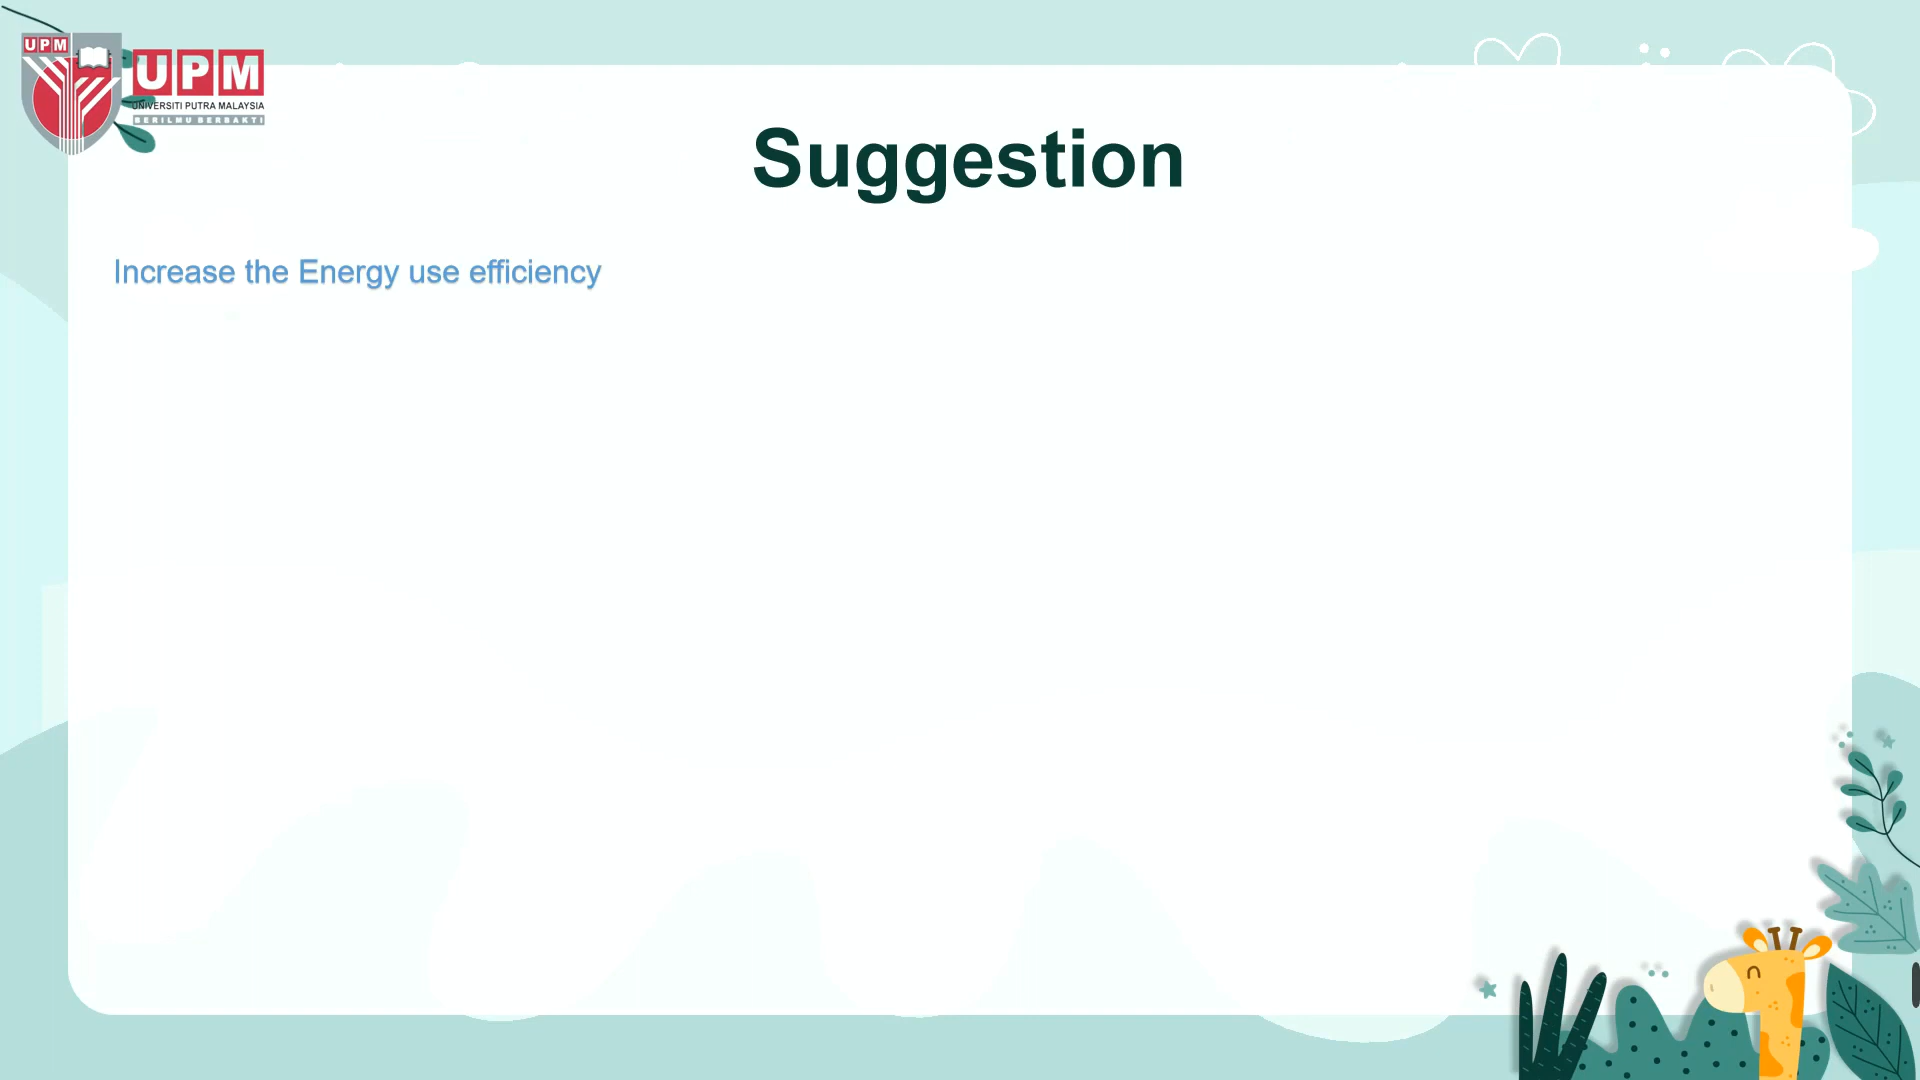 UPM
UPM
UNIVERSITI PUTRA MALAYSIA
BERILMU BERBAKTI
Suggestion
Increase the Energy use efficiency